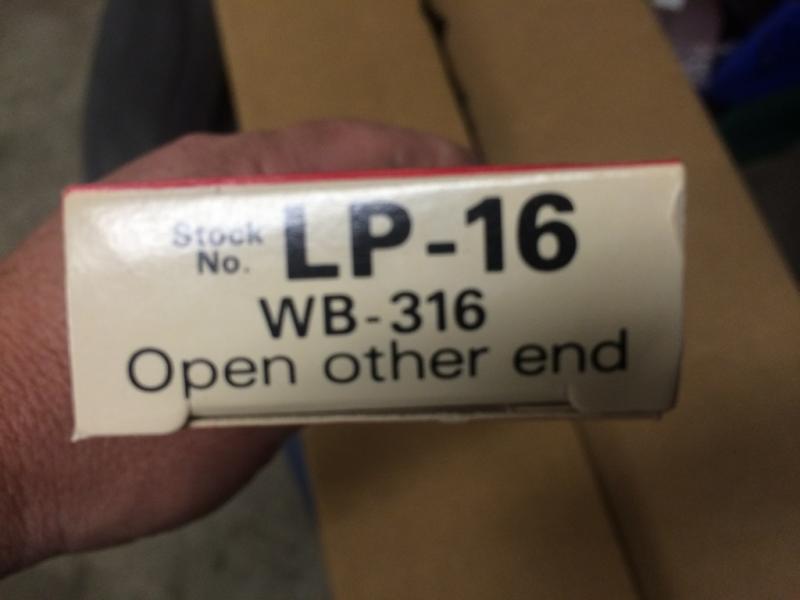 Stock No. LP-16
WB-316
Open other end